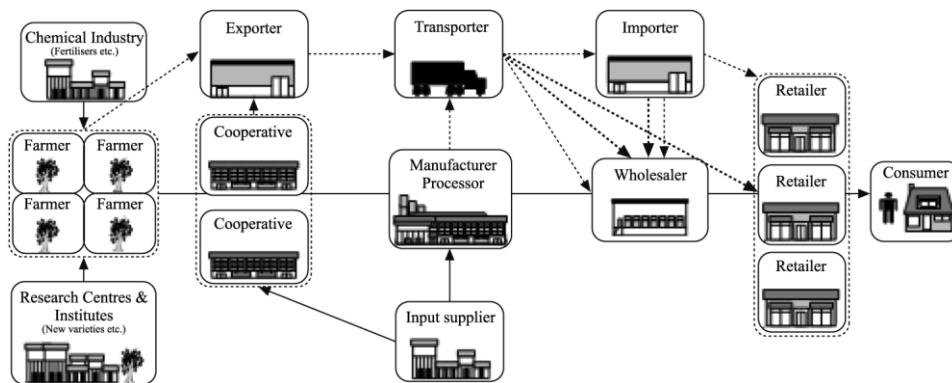 Chemical Industry
(Fertilisers etc.)
Exporter
Transporter
Importer
Retailer
Farmer
Farmer
Farmer
Farmer
Cooperative
Cooperative
Manufacturer
Processor
Wholesaler
Retailer
Consumer
Retailer
Research Centres &
Institutes
(New varieties etc.)
Input supplier